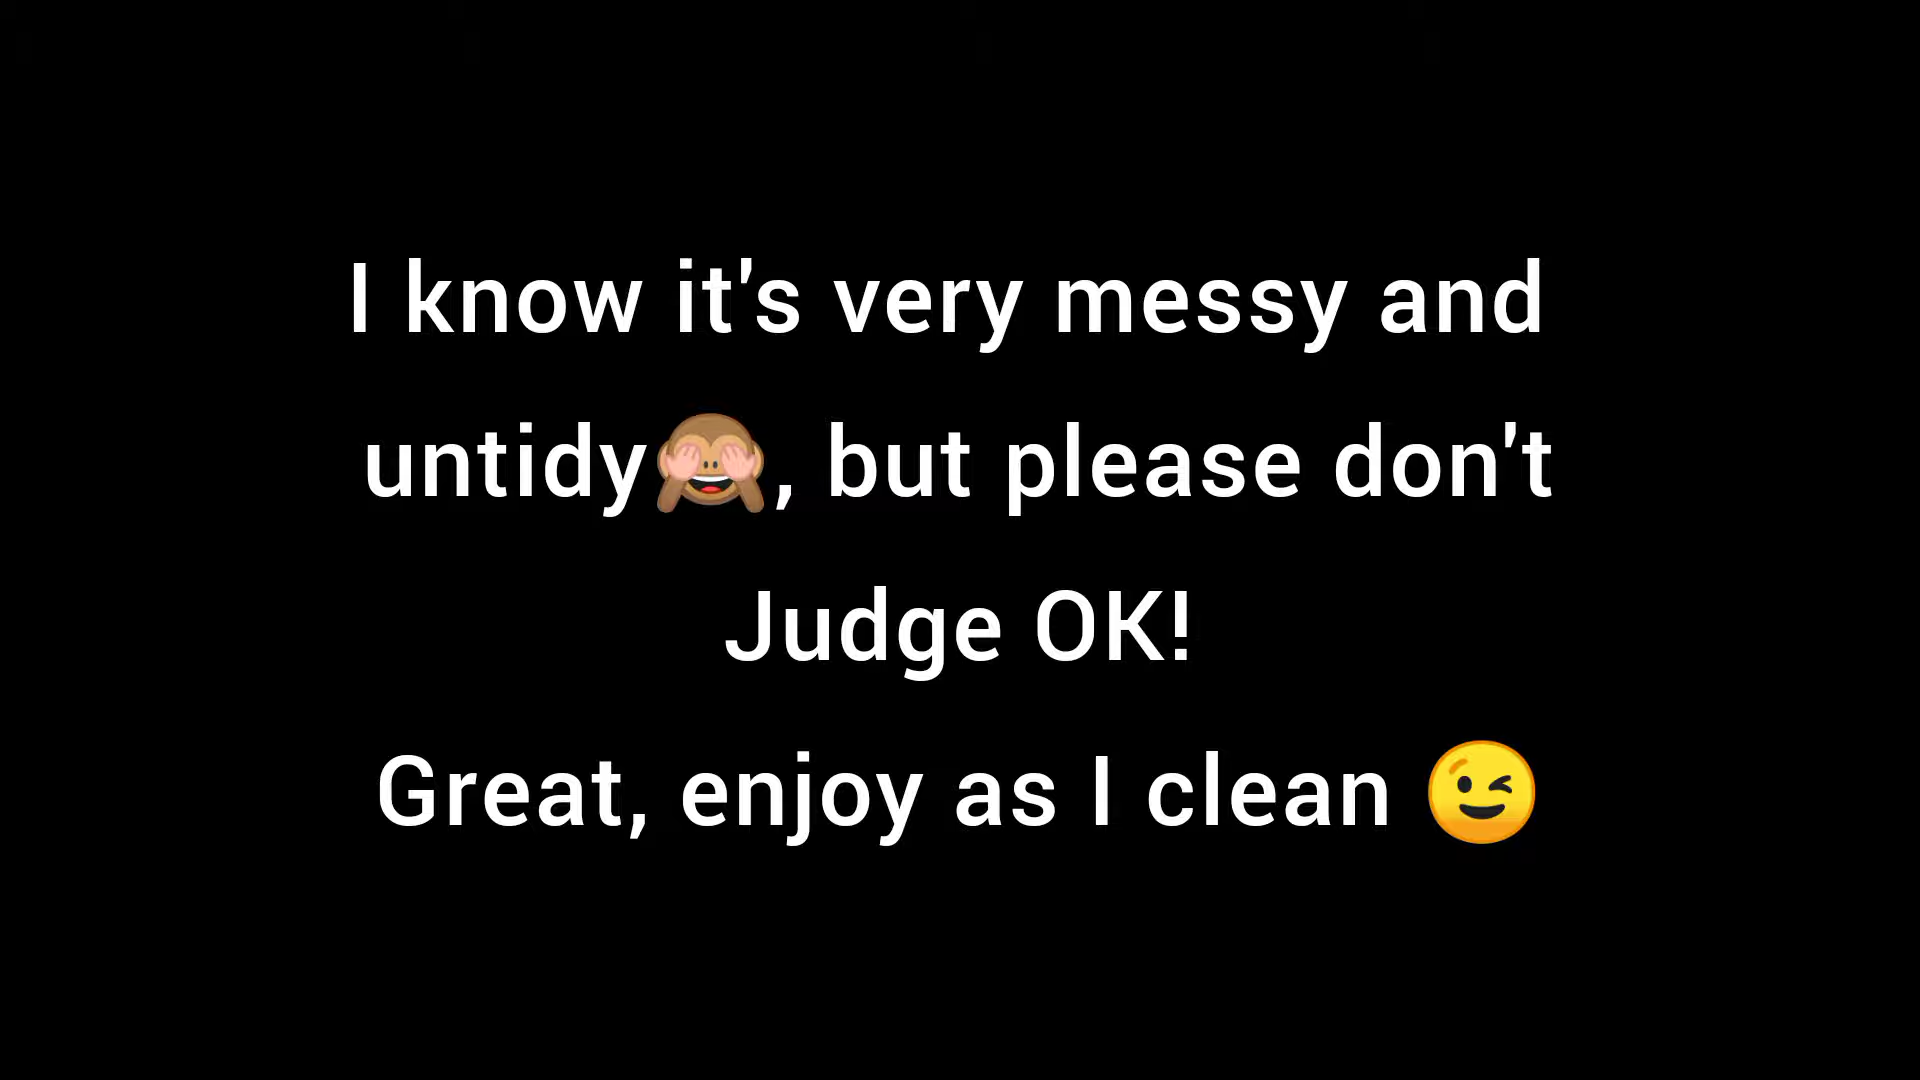 I know it's very messy and
untidy🙈, but please don't
Judge OK!
Great, enjoy as I clean 😉